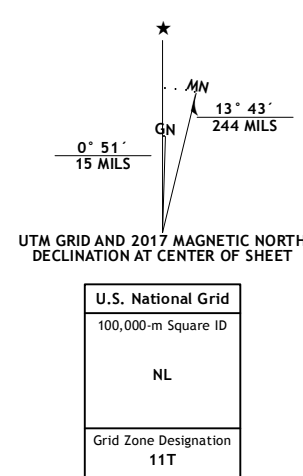 ★
MN
GN
0° 51´
15 MILS
13° 43´
244 MILS
UTM GRID AND 2017 MAGNETIC NORTH
DECLINATION AT CENTER OF SHEET
U.S. National Grid
100,000-m Square ID
NL
Grid Zone Designation
11T